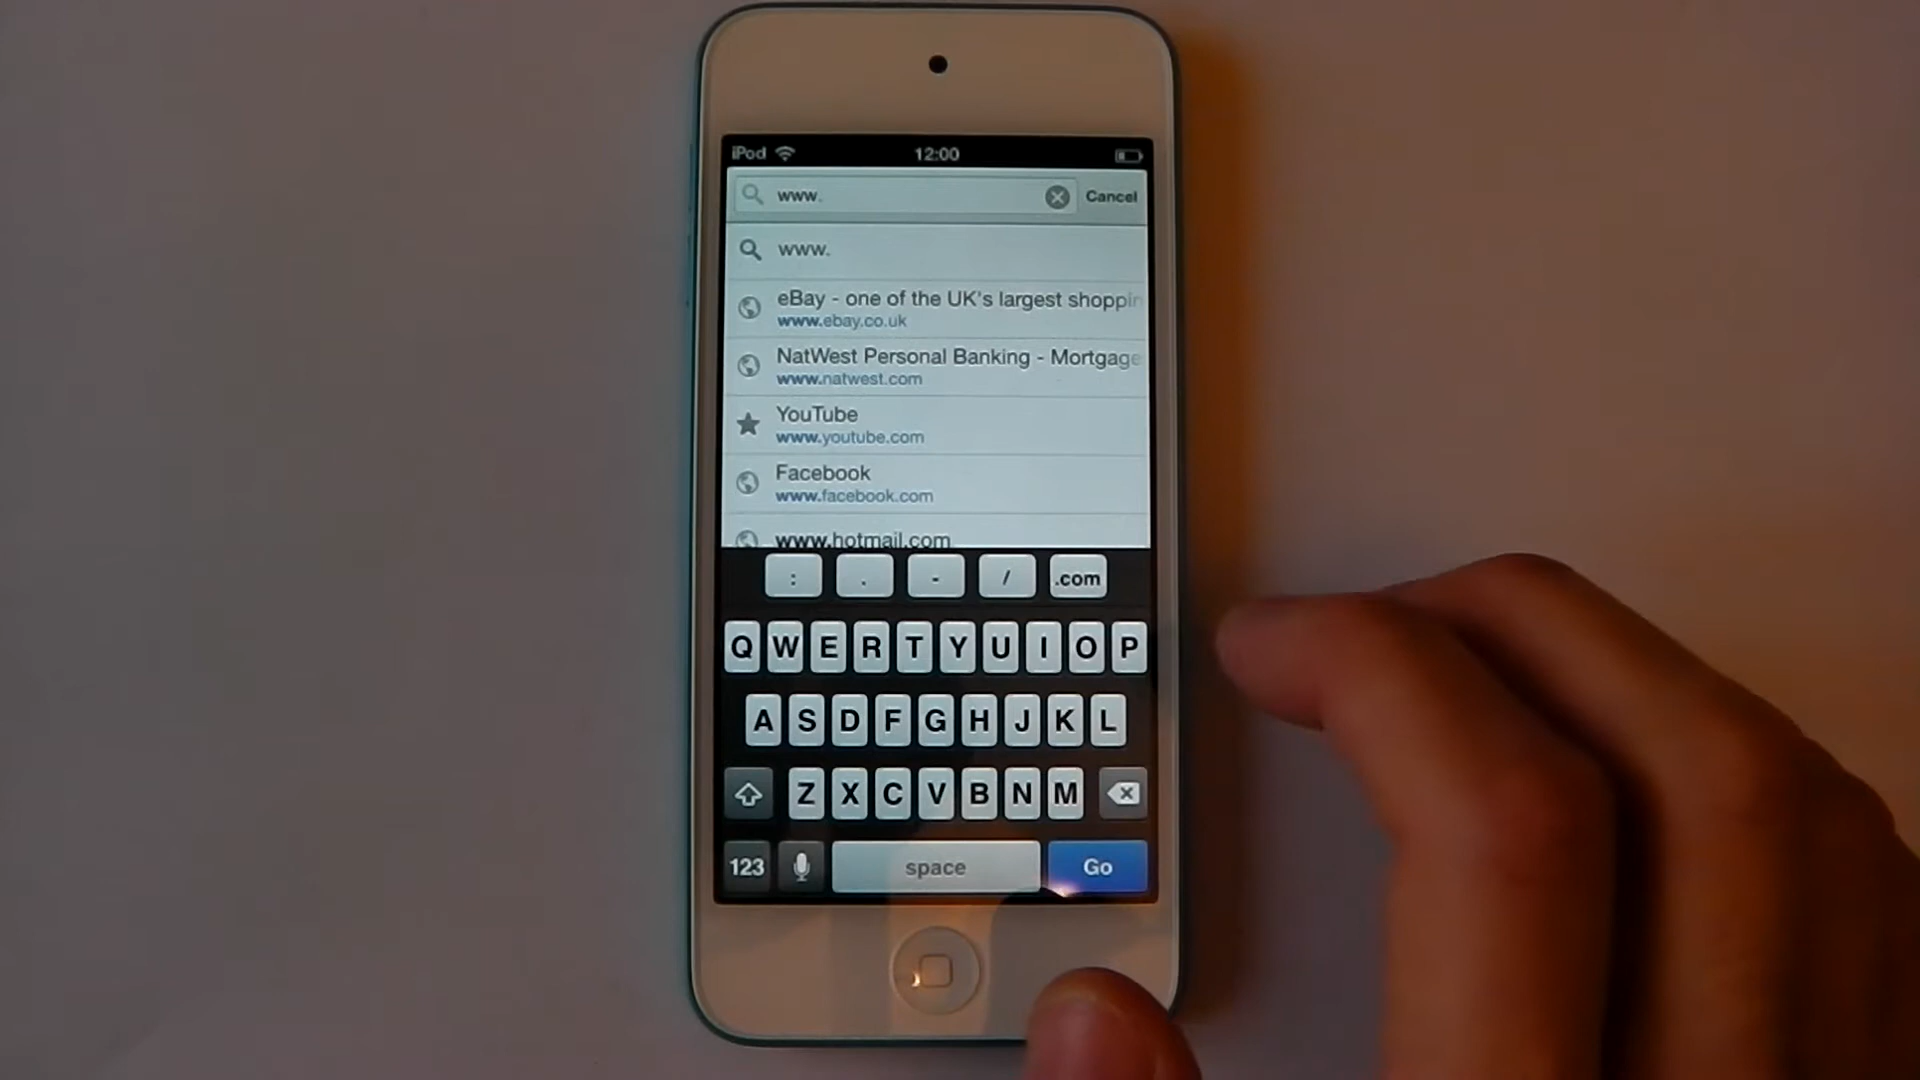 iPod 12:00
www. Cancel
www.
eBay - one of the UK's largest shoppin
www.ebay.co.uk
NatWest Personal Banking - Mortgage
www.natwest.com
YouTube
www.youtube.com
Facebook
www.facebook.com
www.hotmail.com
: . - / .com
Q W E R T Y U I O P
A S D F G H J K L
Z X C V B N M
123 space Go